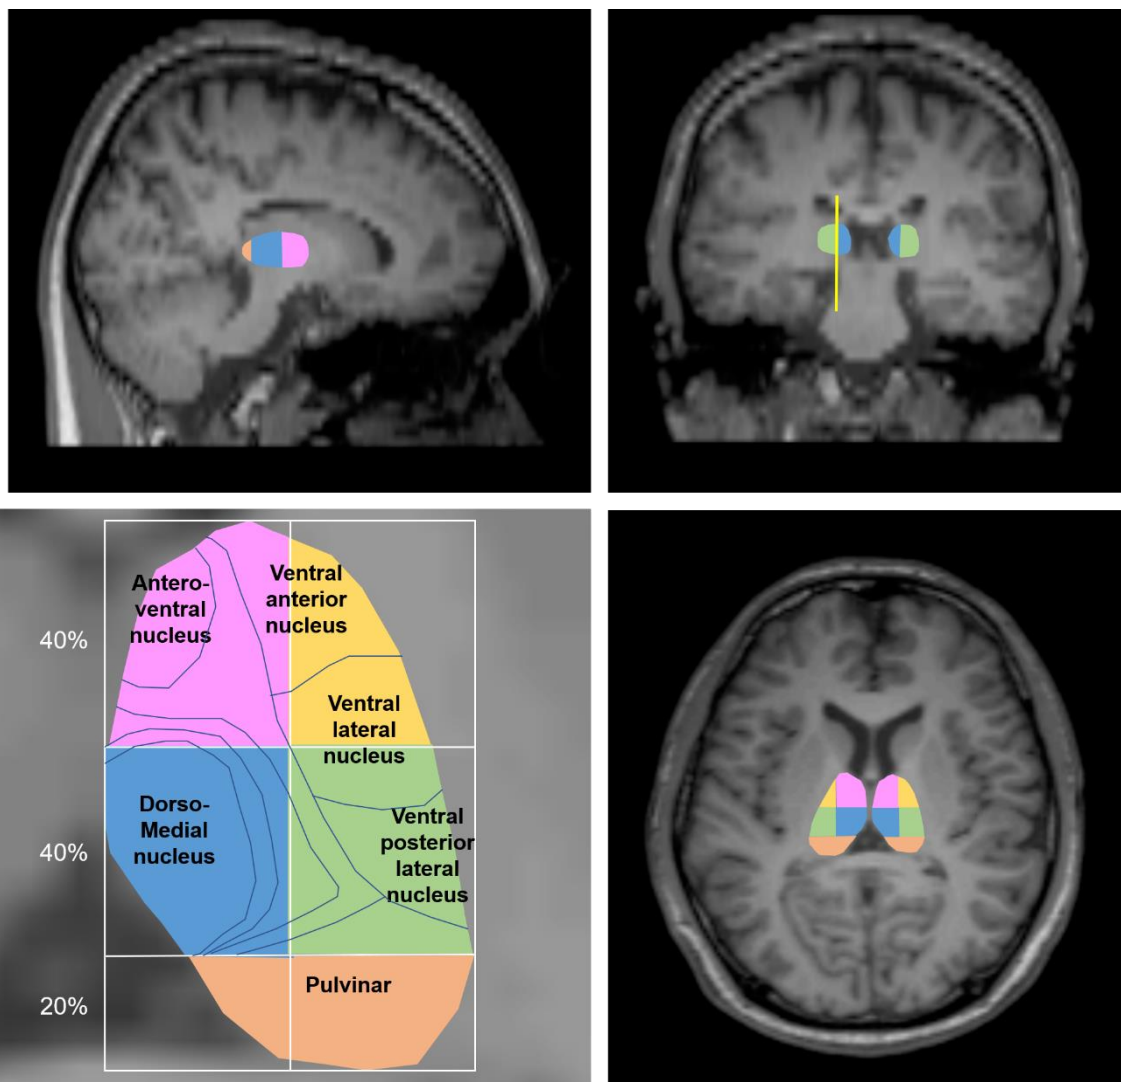 Antero-
ventral
nucleus
Ventral
anterior
nucleus
40%
Ventral
lateral
nucleus
Dorso-
Medial
nucleus
Ventral
posterior
lateral
nucleus
40%
Pulvinar
20%